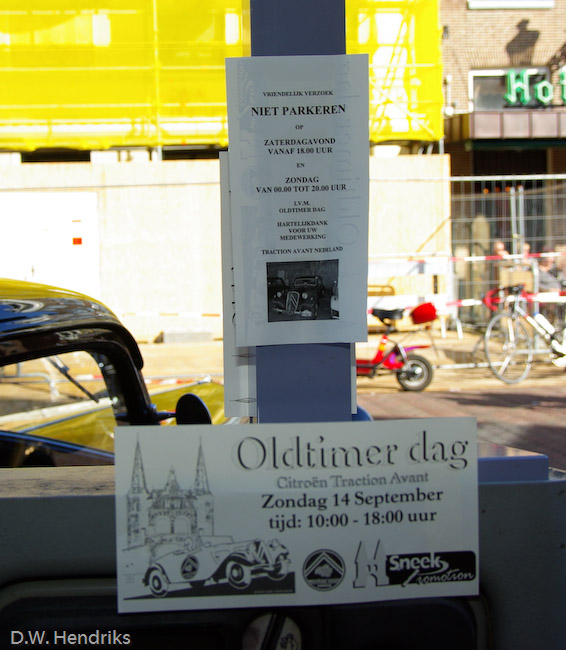 Hot
VRIENDELIJK VERZOEK
NIET PARKEREN
OP
ZATERDAGAVOND
VANAF 18.00 UUR
EN
ZONDAG
VAN 00.00 TOT 20.00 UUR
I.V.M.
OLDTIMER DAG
HARTELIJKDANK
VOOR UW
MEDEWERKING
TRACTION AVANT NEDELAND
Oldtimer dag
Citroën Traction Avant
Zondag 14 September
tijd: 10:00 - 18:00 uur
Sneek
Promotion
D.W. Hendriks